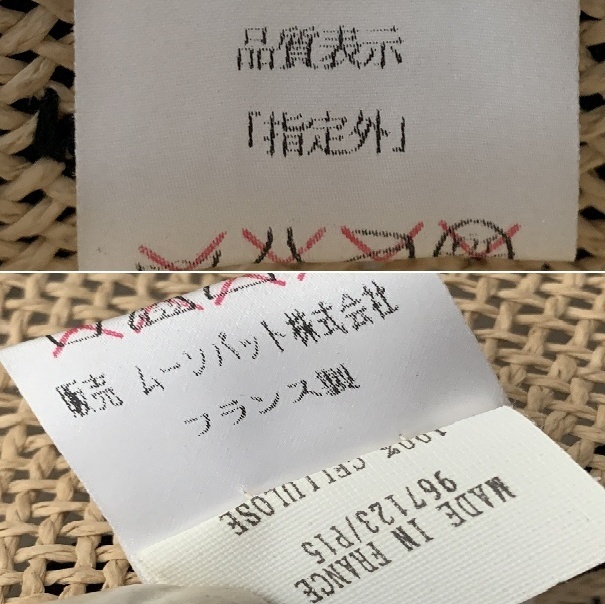 品質表示
「指定外」
販売 ムーンバット株式会社
フランス製
100% CELLULOSE
967123/P15
MADE IN FRANCE